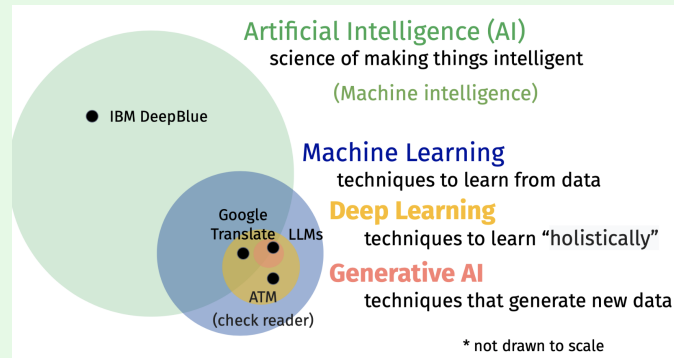 Artificial Intelligence (AI)
science of making things intelligent
(Machine intelligence)
IBM DeepBlue
Machine Learning
techniques to learn from data
Google
Translate
LLMs
Deep Learning
techniques to learn “holistically”
Generative AI
techniques that generate new data
ATM
(check reader)
* not drawn to scale